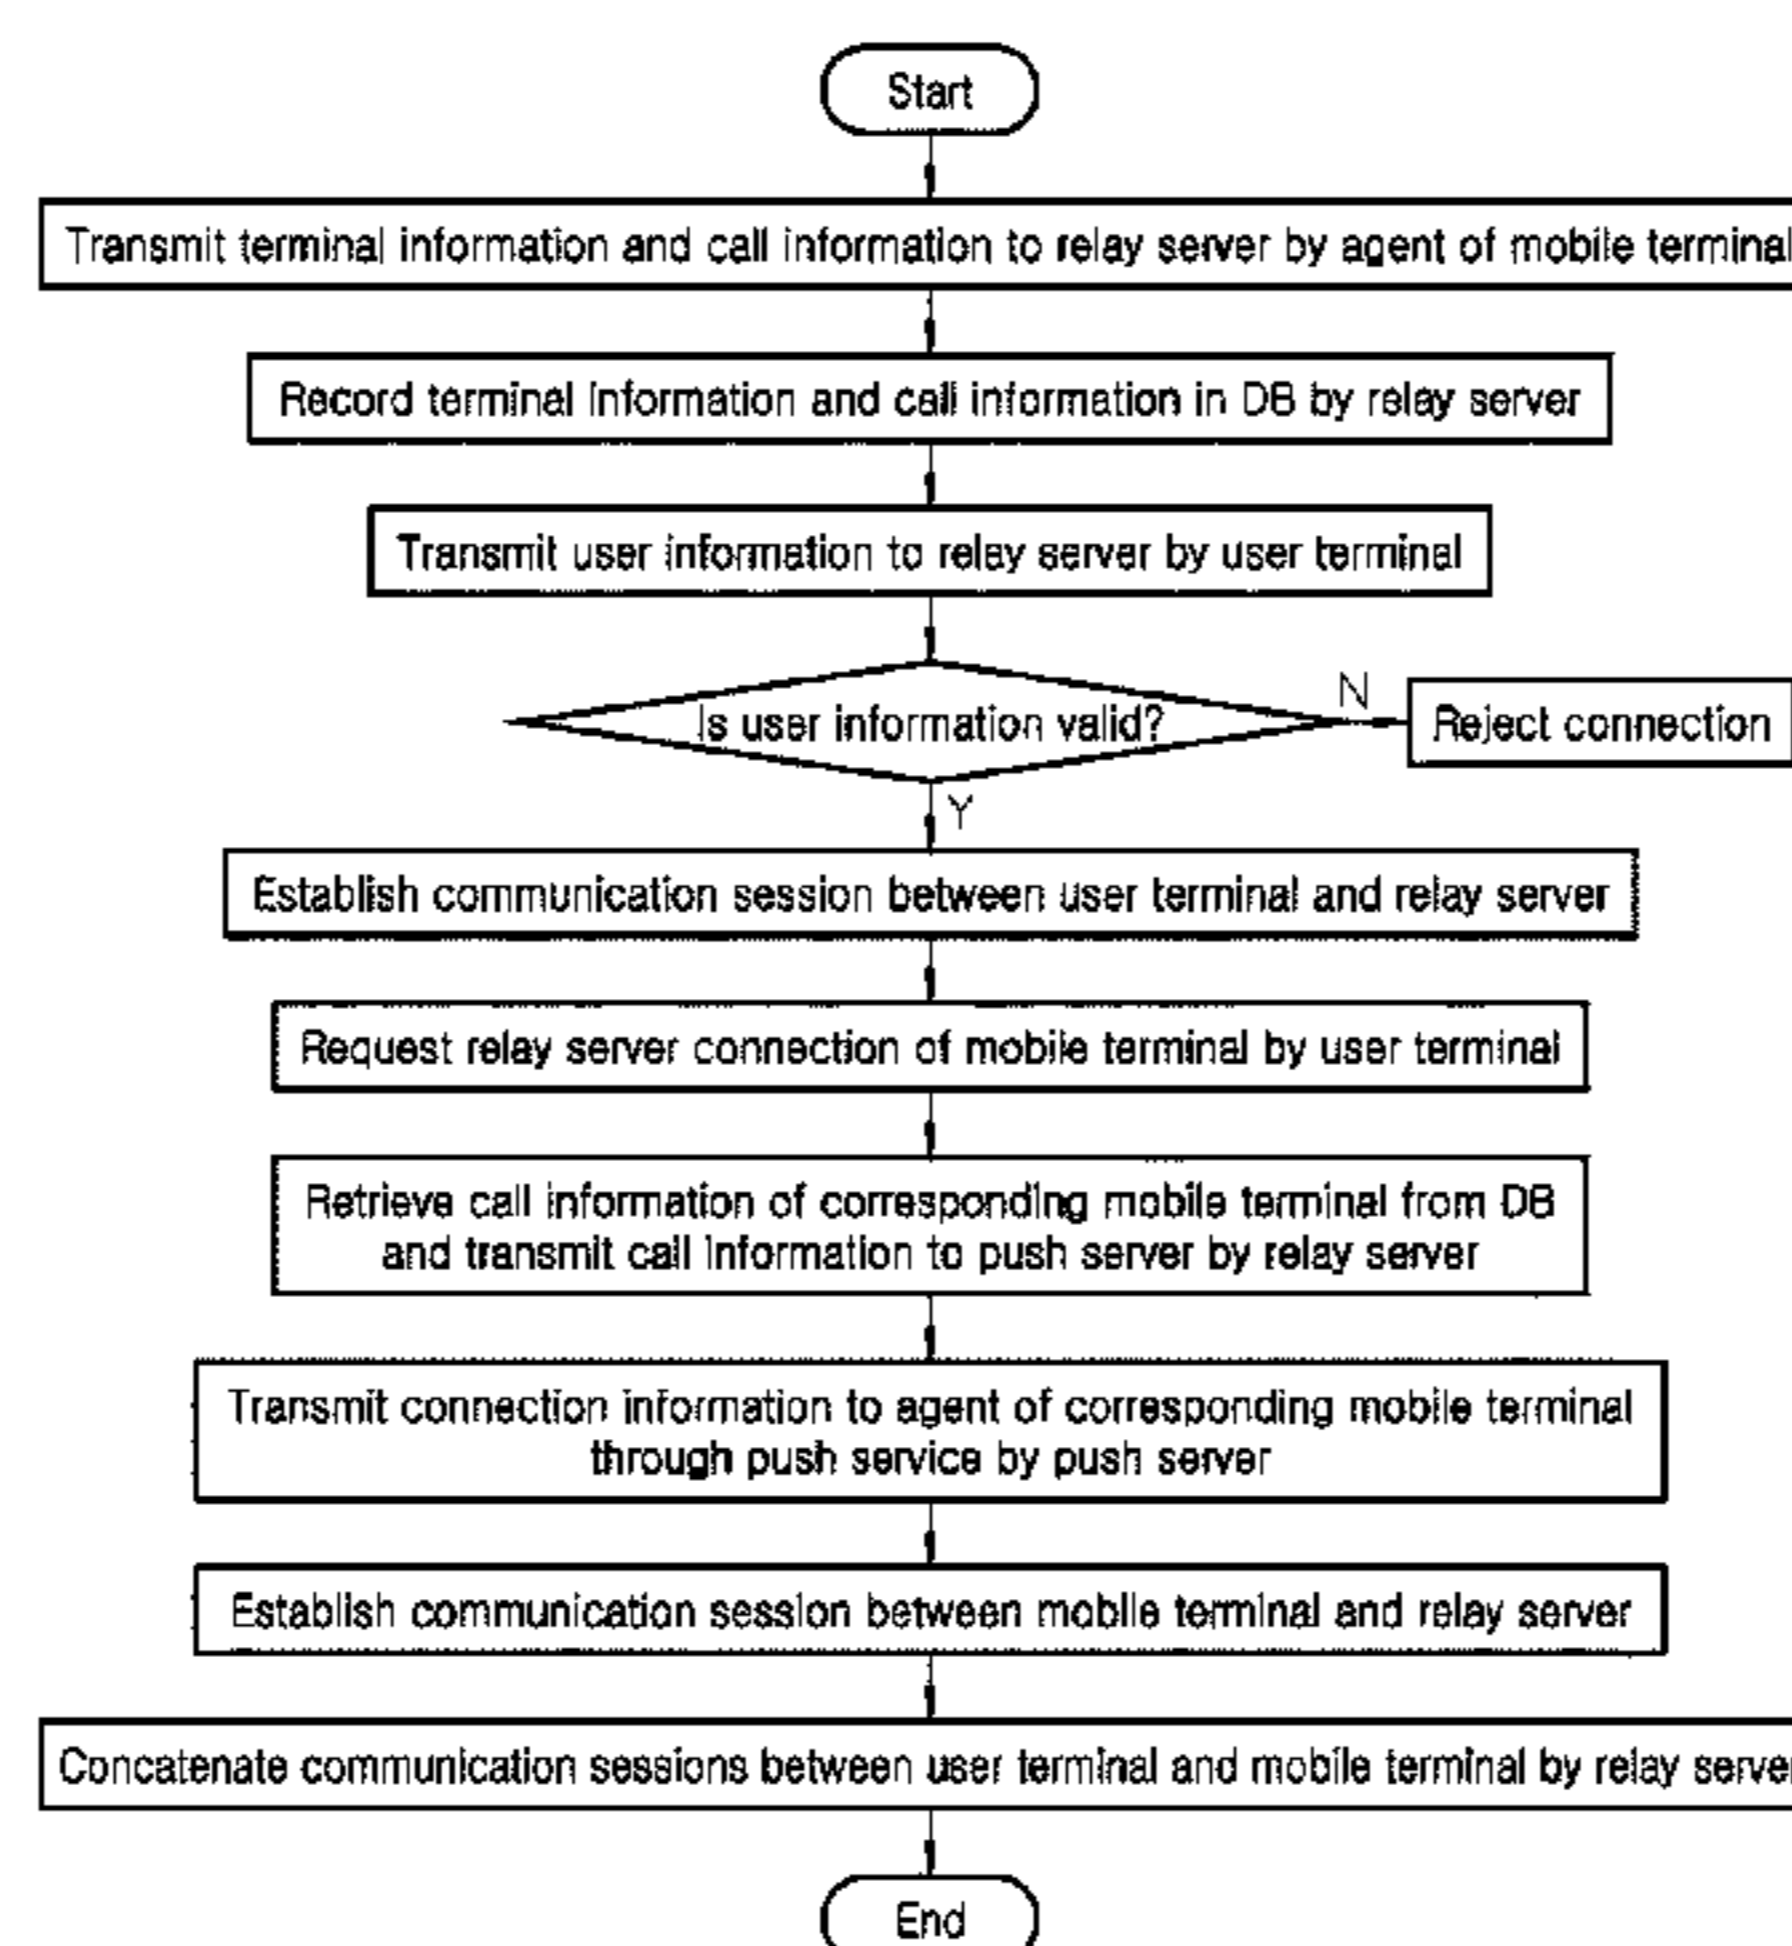 Start
Transmit terminal information and call information to relay server by agent of mobile terminal
Record terminal information and call information in DB by relay server
Transmit user information to relay server by user terminal
Is user information valid?
N
Reject connection
Y
Establish communication session between user terminal and relay server
Request relay server connection of mobile terminal by user terminal
Retrieve call information of corresponding mobile terminal from DB
and transmit call information to push server by relay server
Transmit connection information to agent of corresponding mobile terminal
through push service by push server
Establish communication session between mobile terminal and relay server
Concatenate communication sessions between user terminal and mobile terminal by relay server
End